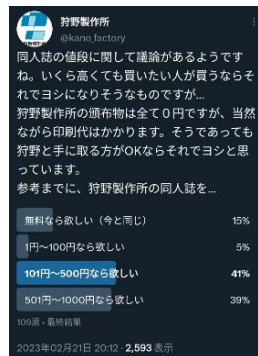 狩野製作所
@kano_factory
同人誌の値段に関して議論があるようです
ね。いくら高くても買いたい人が買うならそ
れでヨシになりそうなものですが...
狩野製作所の頒布物は全て０円ですが、当然
ながら印刷代はかかります。そうであっても
狩野と手に取る方がOKならそれでヨシと思
っています。
参考までに、狩野製作所の同人誌を...
無料なら欲しい（今と同じ） 15%
1円〜100円なら欲しい 5%
101円〜500円なら欲しい 41%
501円〜1000円なら欲しい 39%
109票・最終結果
2023年02月21日 20:12・2,593 表示